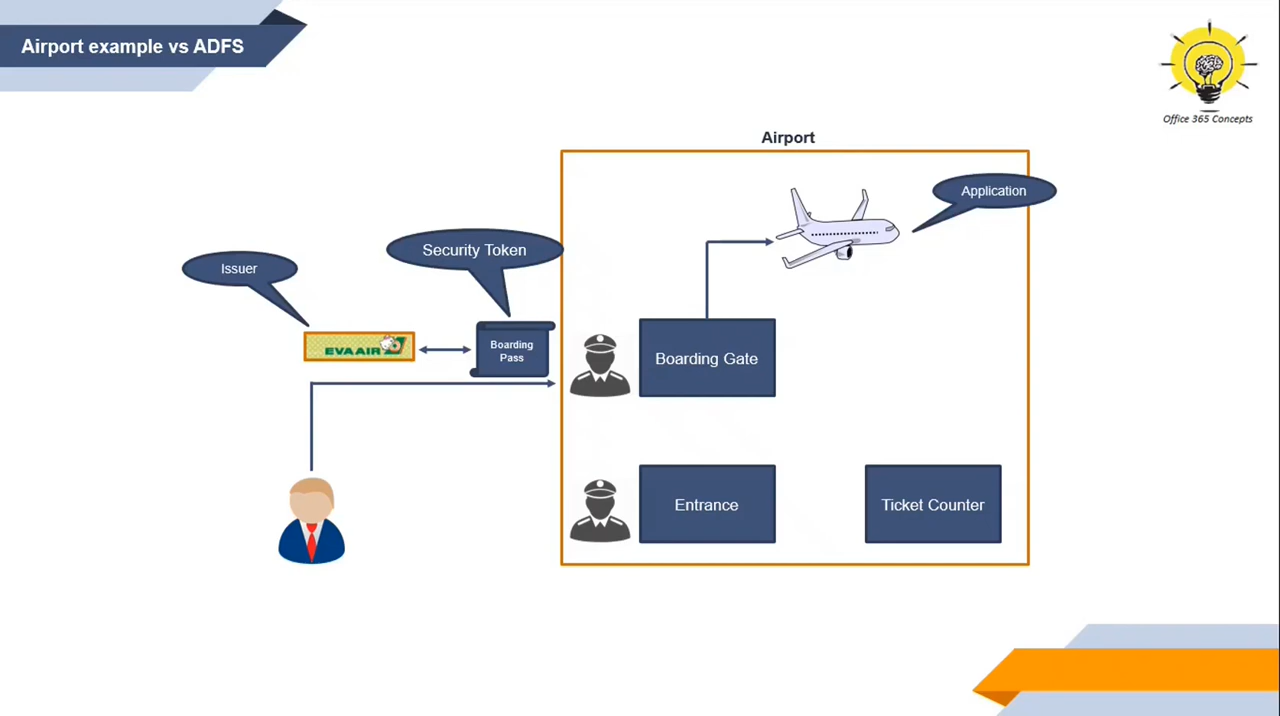 Airport example vs ADFS
Office 365 Concepts
Airport
Application
Security Token
Issuer
EVA AIR
Boarding
Pass
Boarding Gate
Entrance
Ticket Counter